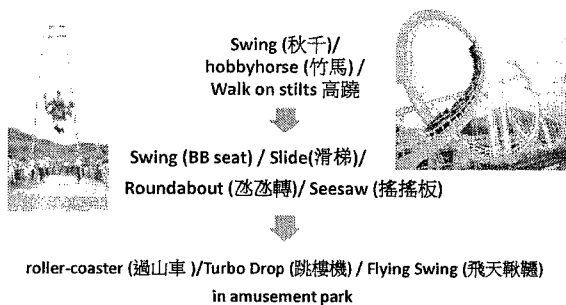 Swing (秋千)/
hobbyhorse (竹馬) /
Walk on stilts 高蹺
Swing (BB seat) / Slide(滑梯)/
Roundabout (氹氹轉)/ Seesaw (搖搖板)
roller-coaster (過山車 )/Turbo Drop (跳樓機) / Flying Swing (飛天鞦韆)
in amusement park